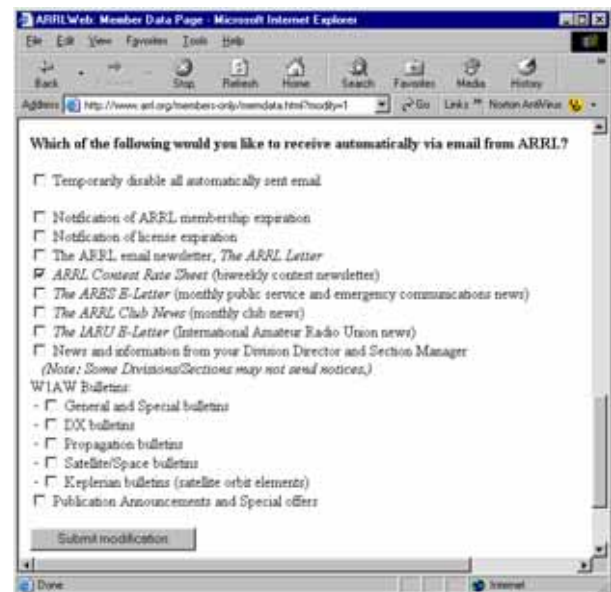 ARRLWeb: Member Data Page - Microsoft Internet Explorer
File Edit View Favorites Tools Help
Back Stop Refresh Home Search Favorites Media History
Address http://www.arrl.org/members-only/memdata.html?modify=1 Go Links Norton AntiVirus
Which of the following would you like to receive automatically via email from ARRL?
Temporarily disable all automatically sent email
Notification of ARRL membership expiration
Notification of license expiration
The ARRL email newsletter, The ARRL Letter
ARRL Contest Rate Sheet (biweekly contest newsletter)
The ARES E-Letter (monthly public service and emergency communications news)
The ARRL Club News (monthly club news)
The IARU E-Letter (International Amateur Radio Union news)
News and information from your Division Director and Section Manager
(Note: Some Divisions/Sections may not send notices.)
W1AW Bulletins:
- General and Special bulletins
- DX bulletins
- Propagation bulletins
- Satellite/Space bulletins
- Keplerian bulletins (satellite orbit elements)
Publication Announcements and Special offers
Submit modification
Done Internet